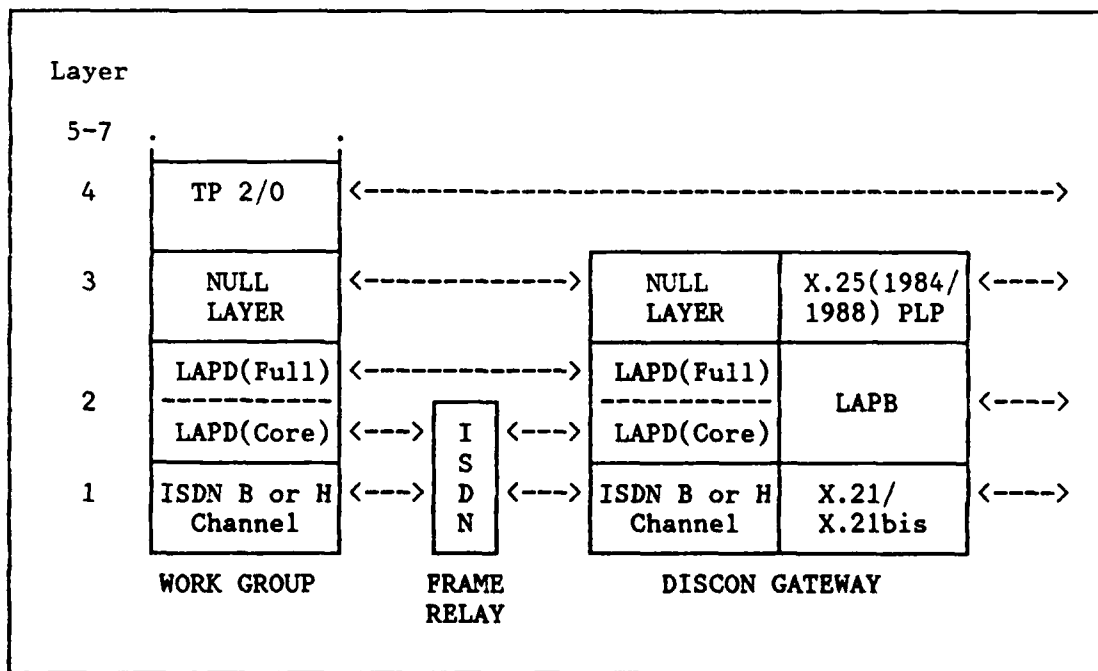 Layer
5-7 . .
4 TP 2/0 <------------------------------------------>
3 NULL <------------> NULL X.25(1984/ <---->
LAYER LAYER 1988) PLP
LAPD(Full) <------------> LAPD(Full)
2 ----------- I ----------- LAPB <---->
LAPD(Core) <---> I <---> LAPD(Core)
S
1 ISDN B or H <---> D <---> ISDN B or H X.21/ <---->
Channel N Channel X.21bis
WORK GROUP FRAME DISCON GATEWAY
RELAY